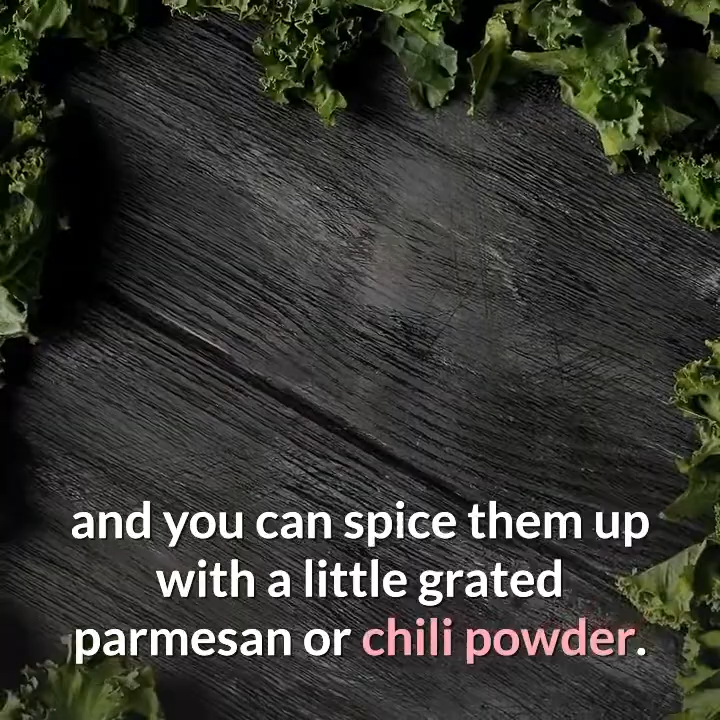 and you can spice them up
with a little grated
parmesan or chili powder.